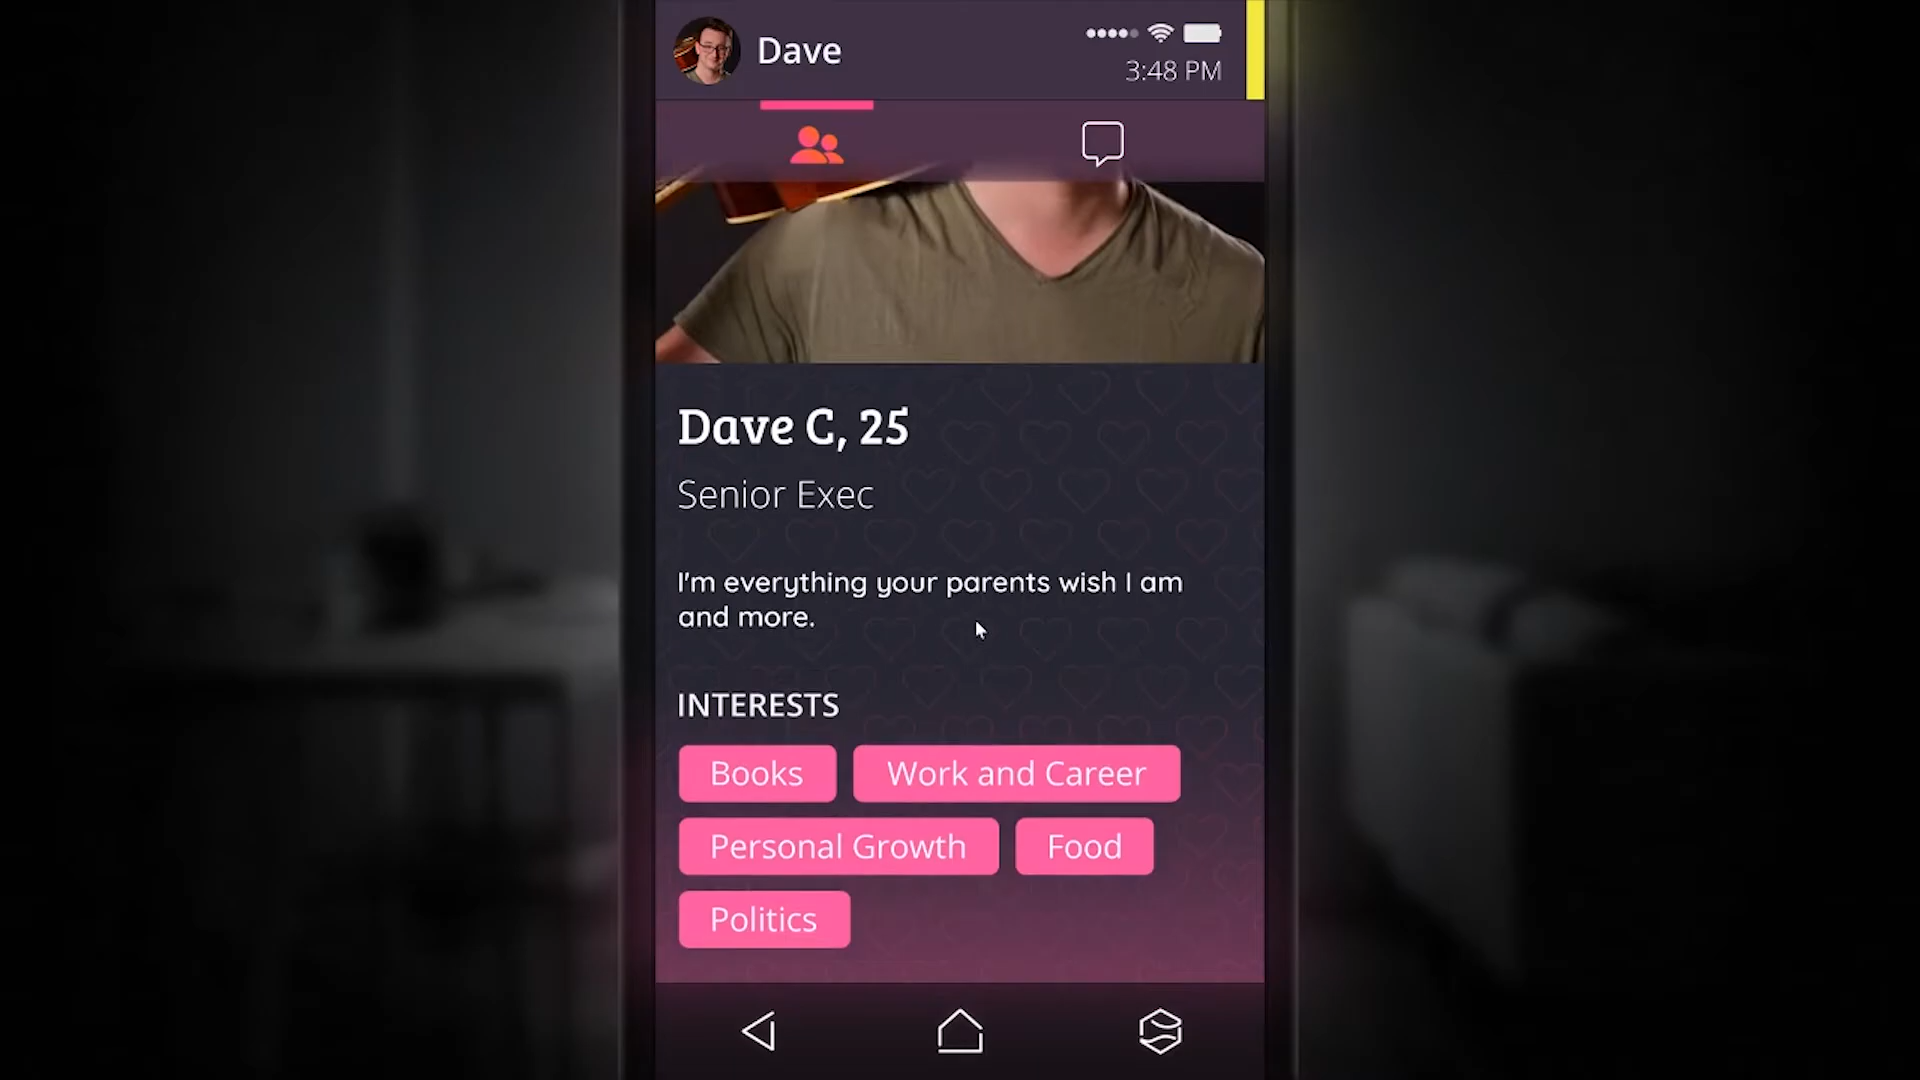 Dave
3:48 PM
Dave C, 25
Senior Exec
I'm everything your parents wish I am
and more.
INTERESTS
Books
Work and Career
Personal Growth
Food
Politics